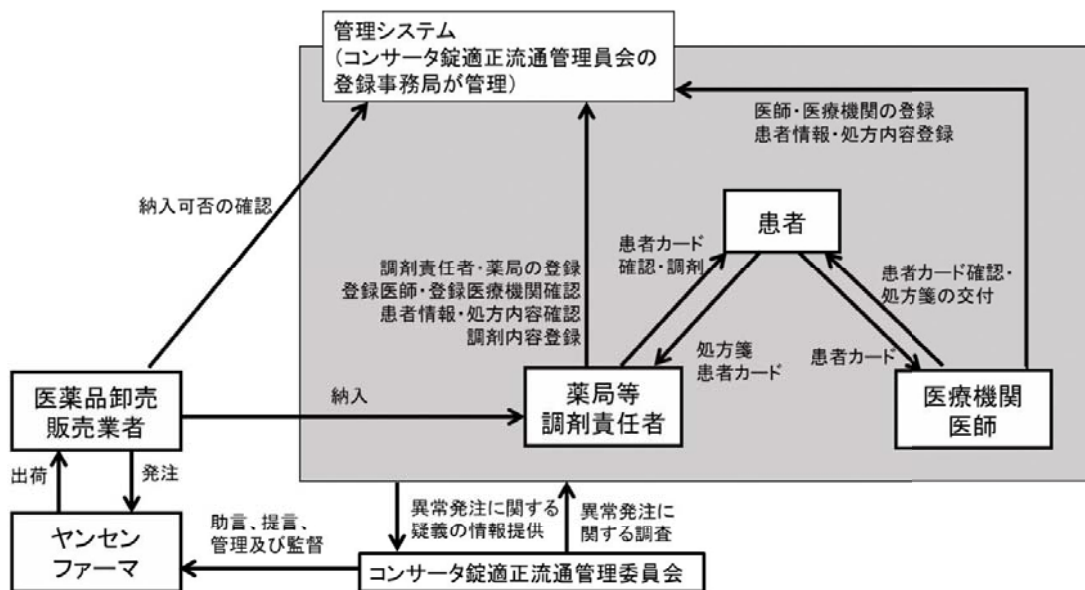 管理システム
(コンサータ錠適正流通管理員会の
登録事務局が管理)
医師・医療機関の登録
患者情報・処方内容登録
納入可否の確認
患者
患者カード
確認・調剤
患者カード確認・
処方箋の交付
調剤責任者・薬局の登録
登録医師・登録医療機関確認
患者情報・処方内容確認
調剤内容登録
処方箋
患者カード
患者カード
医薬品卸売
販売業者
納入
薬局等
調剤責任者
医療機関
医師
出荷
発注
異常発注に関する
疑義の情報提供
異常発注に
関する調査
ヤンセン
ファーマ
助言、提言、
管理及び監督
コンサータ錠適正流通管理委員会